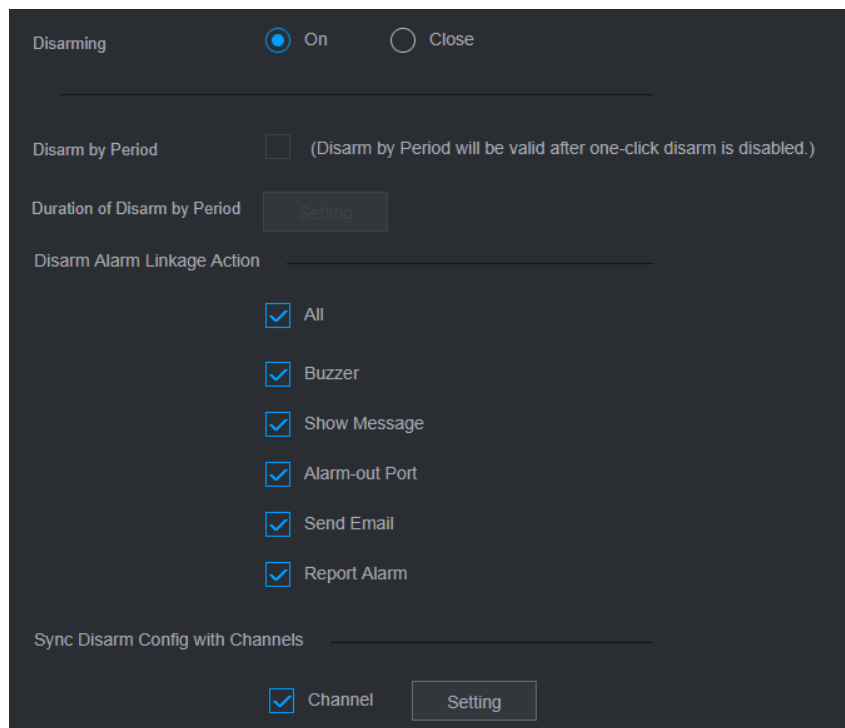 Disarming On Close
Disarm by Period (Disarm by Period will be valid after one-click disarm is disabled.)
Duration of Disarm by Period Setting
Disarm Alarm Linkage Action
All
Buzzer
Show Message
Alarm-out Port
Send Email
Report Alarm
Sync Disarm Config with Channels
Channel Setting